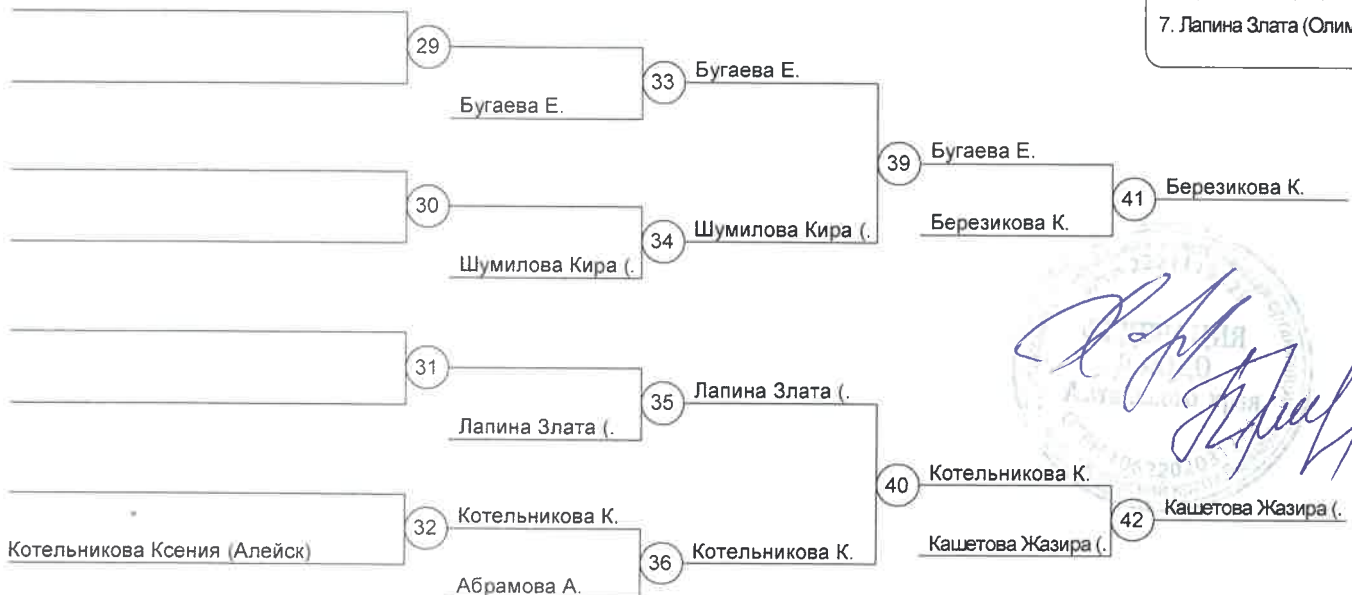 7. Лапина Злата (Олим
29
Бугаева Е.
33
Бугаева Е.
39
Бугаева Е.
30
Шумилова Кира (.
34
Шумилова Кира (.
Березикова К.
41
Березикова К.
31
Лапина Злата (.
35
Лапина Злата (.
40
Котельникова К.
Котельникова Ксения (Алейск)
32
Котельникова К.
Абрамова А.
36
Котельникова К.
Кашетова Жазира (.
42
Кашетова Жазира (.